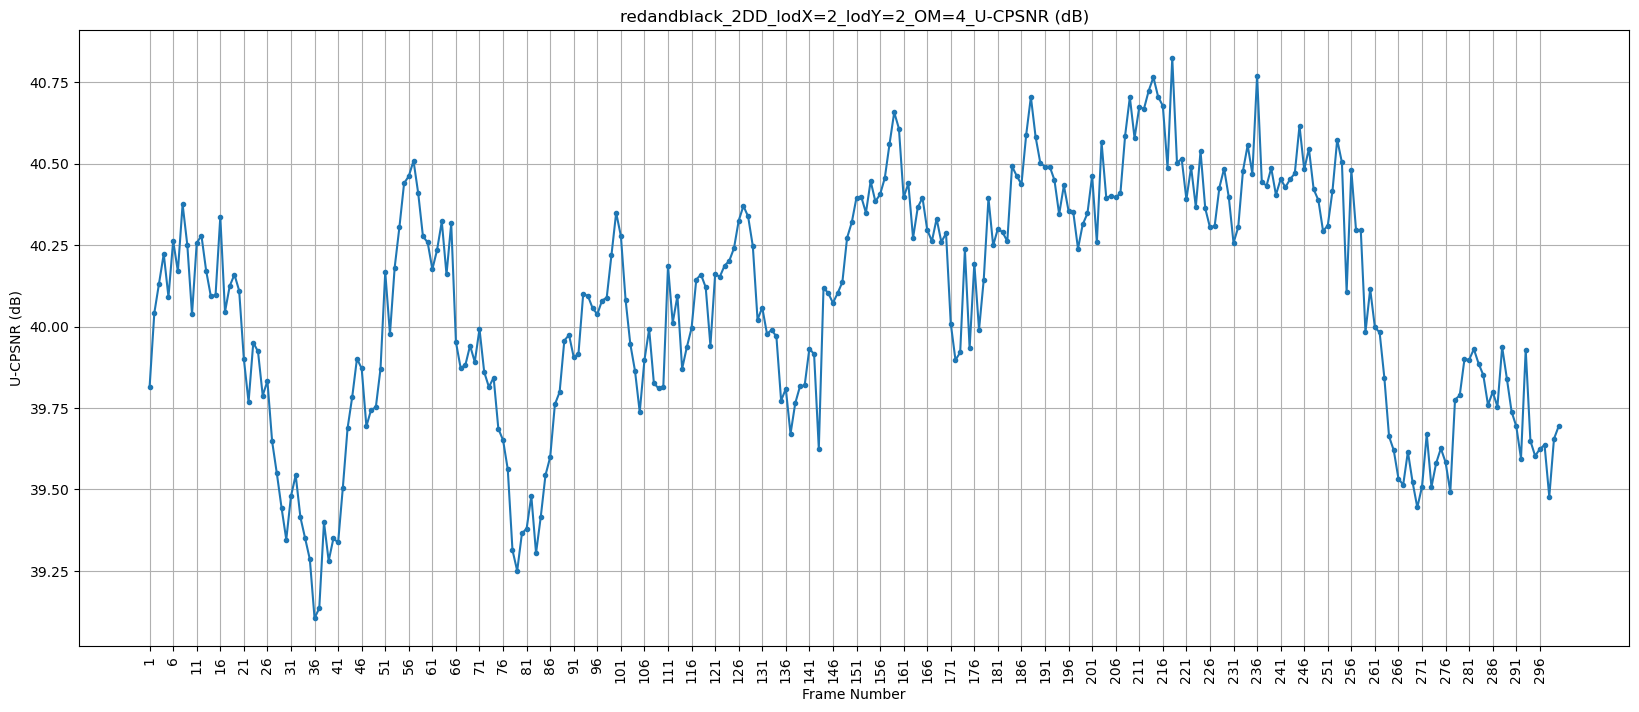 redandblack_2DD_lodX=2_lodY=2_OM=4_U-CPSNR (dB)
U-CPSNR (dB)
40.75
40.50
40.25
40.00
39.75
39.50
39.25
1 6 11 16 21 26 31 36 41 46 51 56 61 66 71 76 81 86 91 96 101 106 111 116 121 126 131 136 141 146 151 156 161 166 171 176 181 186 191 196 201 206 211 216 221 226 231 236 241 246 251 256 261 266 271 276 281 286 291 296
Frame Number